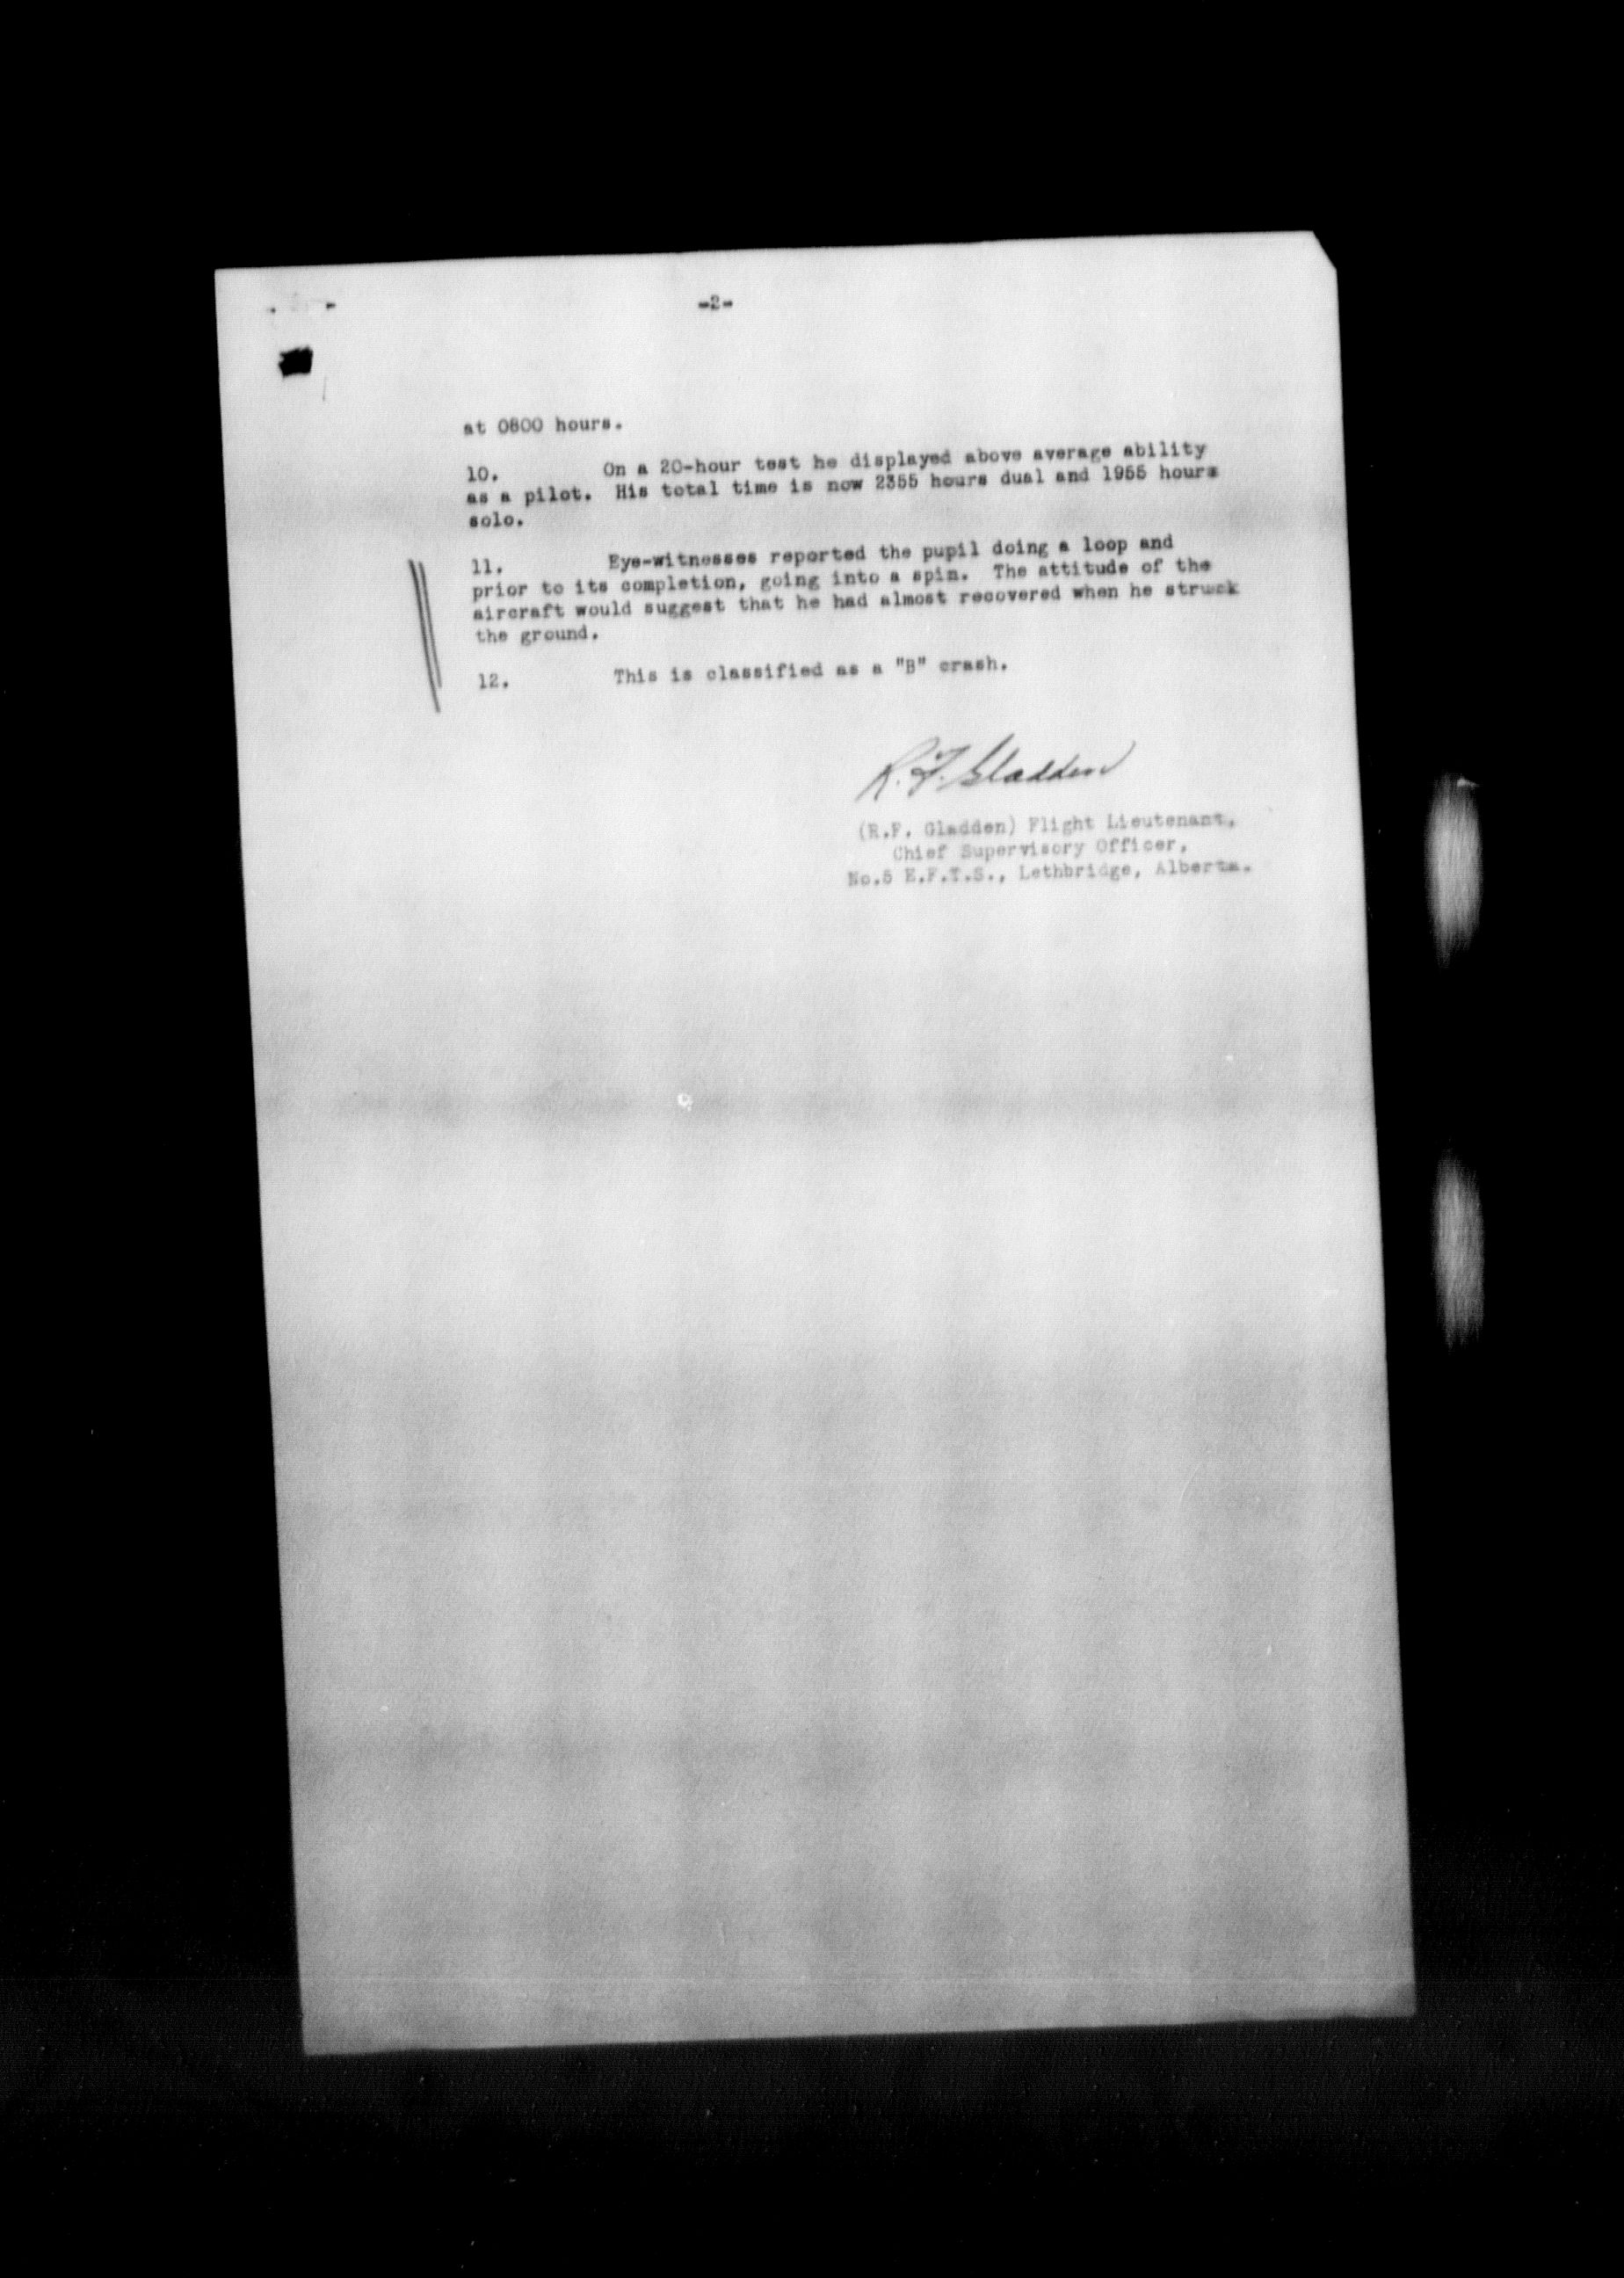 -2-
at 0800 hours.
10. On a 20-hour test he displayed above average ability
as a pilot. His total time is now 2355 hours dual and 1955 hours
solo.
11. Eye-witnesses reported the pupil doing a loop and
prior to its completion, going into a spin. The attitude of the
aircraft would suggest that he had almost recovered when he struck
the ground.
12. This is classified as a "B" crash.
R.F. Gladden
(R.F. Gladden) Flight Lieutenant,
Chief Supervisory Officer,
No.5 E.F.T.S., Lethbridge, Alberta.